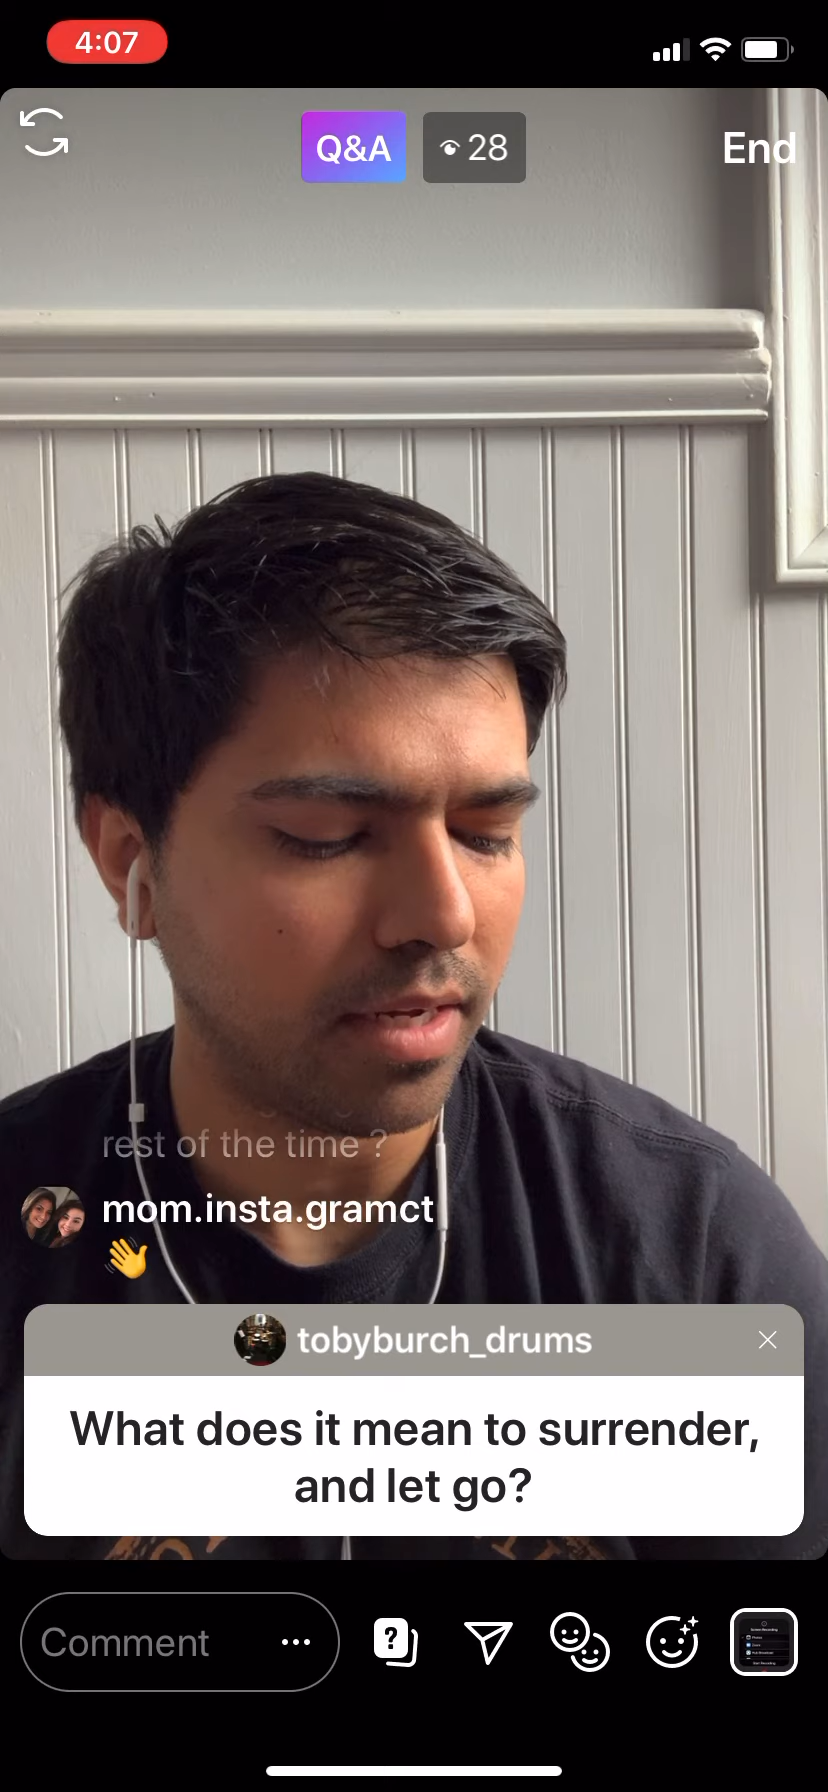 4:07
Q&A
28
End
rest of the time ?
mom.insta.gramct
👋
tobyburch_drums
What does it mean to surrender,
and let go?
Comment